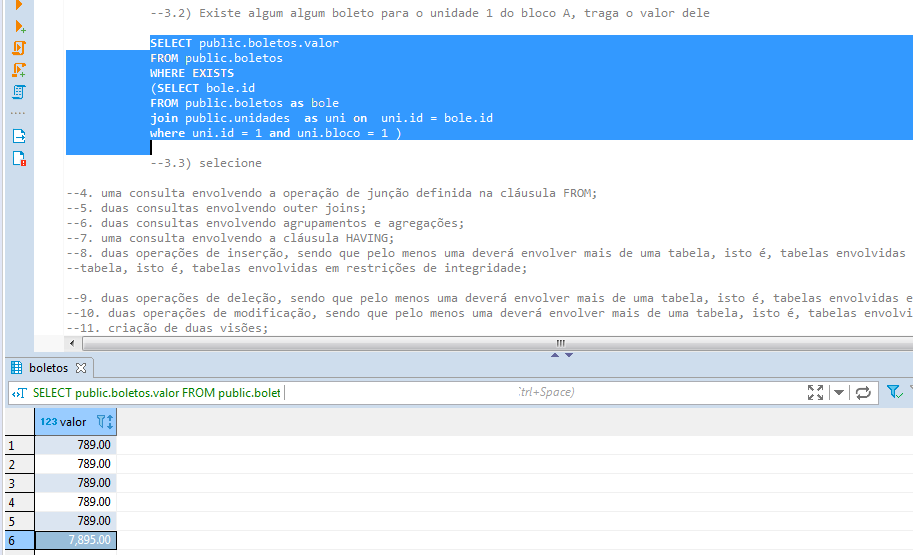 --3.2) Existe algum algum boleto para o unidade 1 do bloco A, traga o valor dele
SELECT public.boletos.valor
FROM public.boletos
WHERE EXISTS
(SELECT bole.id
FROM public.boletos as bole
join public.unidades  as uni on  uni.id = bole.id
where uni.id = 1 and uni.bloco = 1 )
--3.3) selecione
--4. uma consulta envolvendo a operação de junção definida na cláusula FROM;
--5. duas consultas envolvendo outer joins;
--6. duas consultas envolvendo agrupamentos e agregações;
--7. uma consulta envolvendo a cláusula HAVING;
--8. duas operações de inserção, sendo que pelo menos uma deverá envolver mais de uma tabela, isto é, tabelas envolvidas
--tabela, isto é, tabelas envolvidas em restrições de integridade;
--9. duas operações de deleção, sendo que pelo menos uma deverá envolver mais de uma tabela, isto é, tabelas envolvidas e
--10. duas operações de modificação, sendo que pelo menos uma deverá envolver mais de uma tabela, isto é, tabelas envolvi
--11. criação de duas visões;
boletos
SELECT public.boletos.valor FROM public.bolet
trl+Space)
123 valor
1 789.00
2 789.00
3 789.00
4 789.00
5 789.00
6 7,895.00